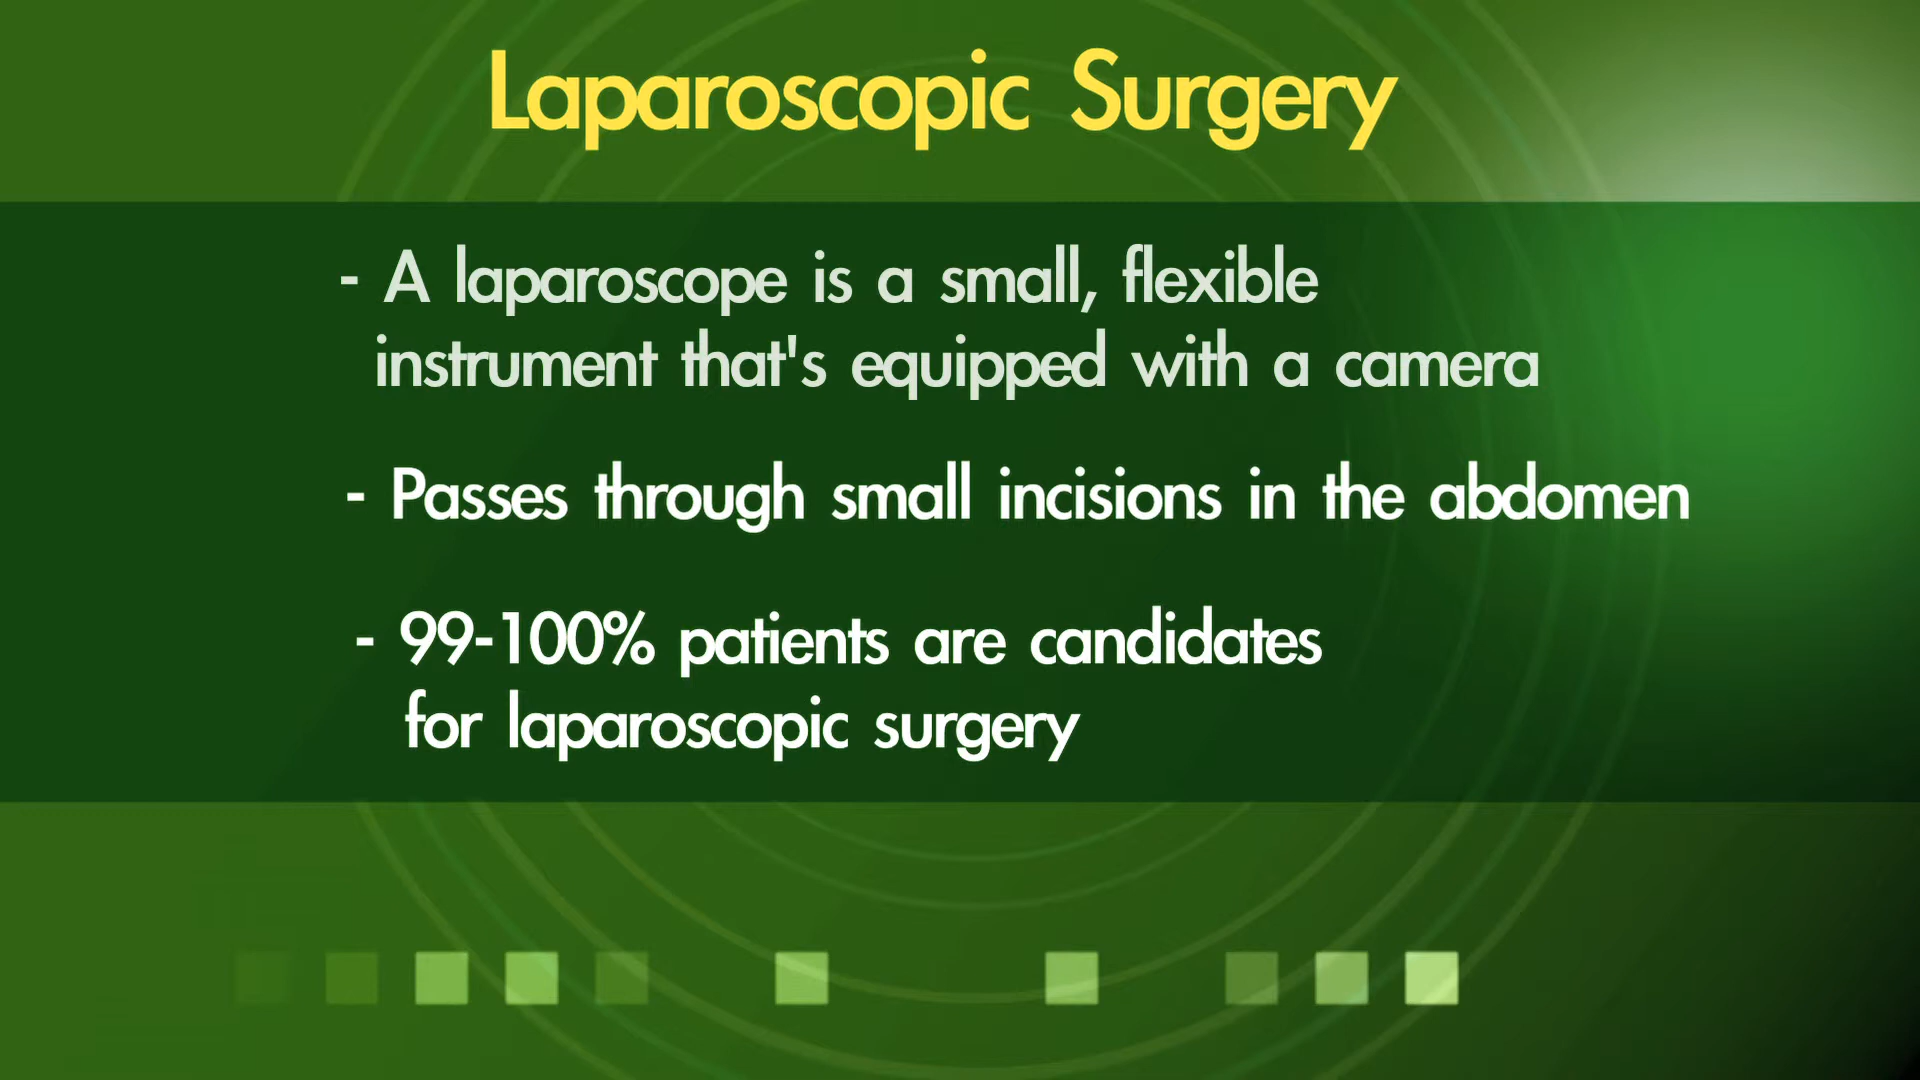 Laparoscopic Surgery
- A laparoscope is a small, flexible
instrument that's equipped with a camera
- Passes through small incisions in the abdomen
- 99-100% patients are candidates
for laparoscopic surgery